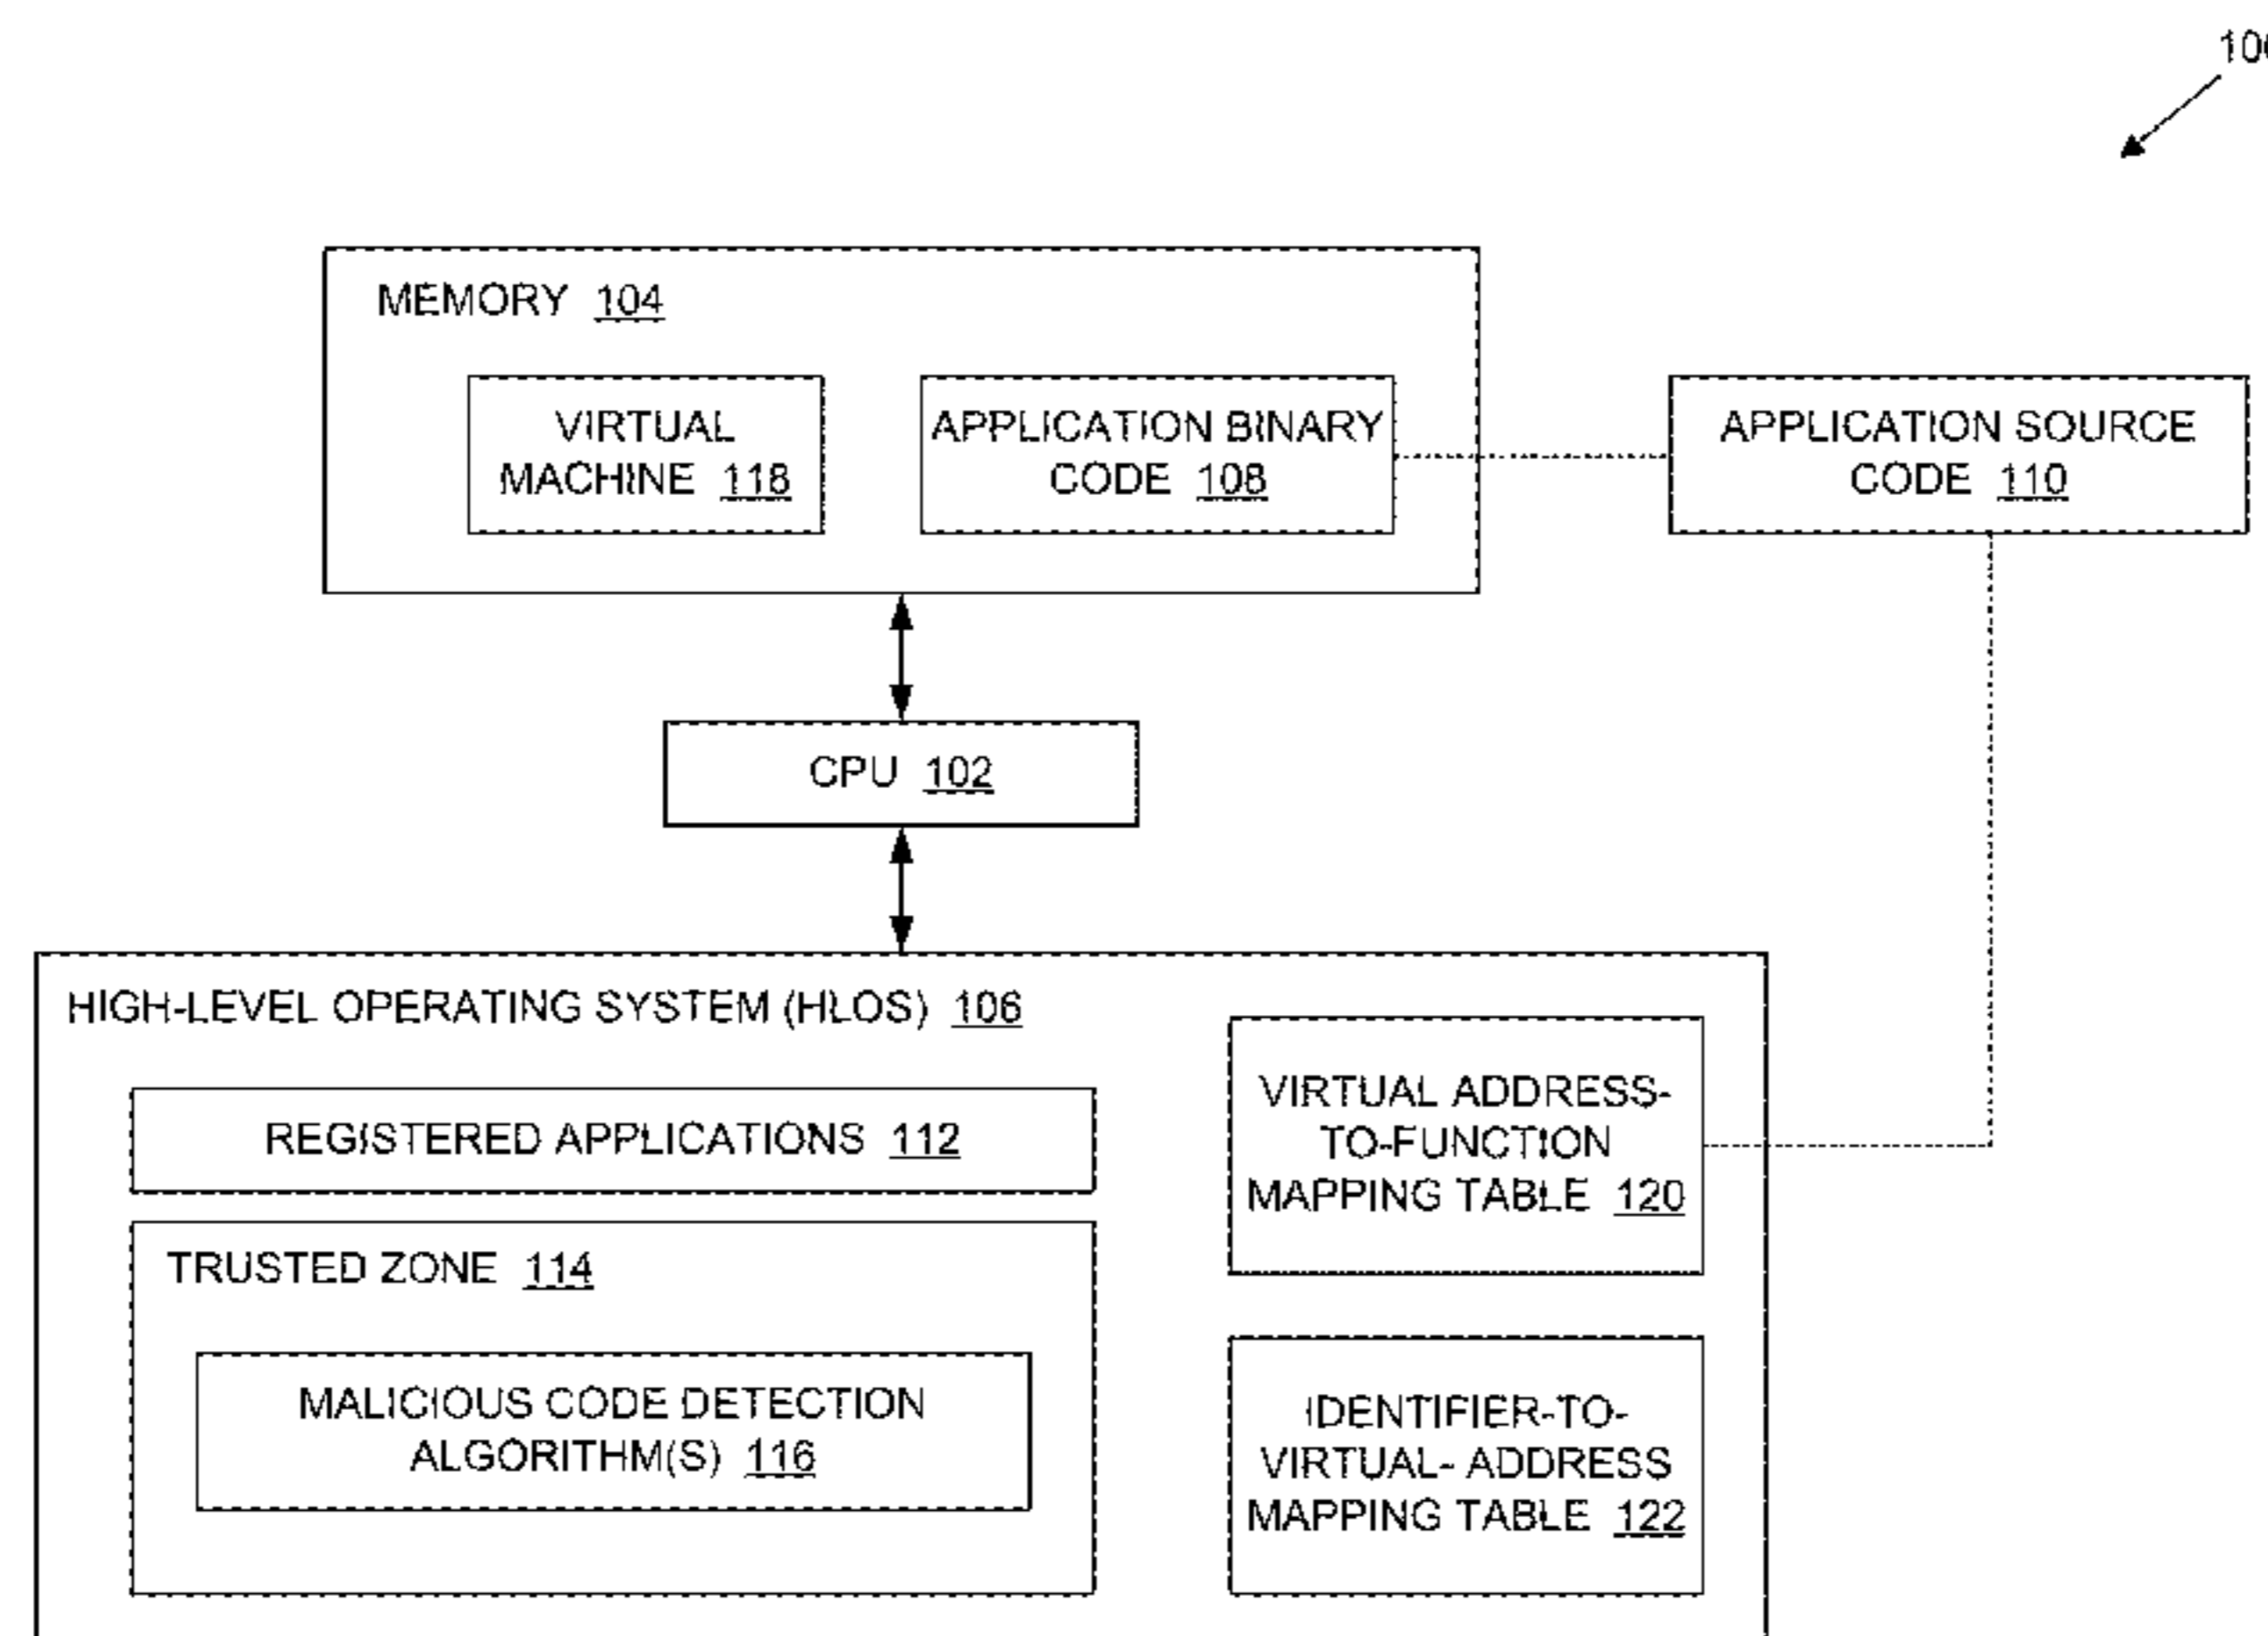 MEMORY 104
VIRTUAL
MACHINE 118
APPLICATION BINARY
CODE 108
APPLICATION SOURCE
CODE 110
CPU 102
HIGH-LEVEL OPERATING SYSTEM (HLOS) 106
REGISTERED APPLICATIONS 112
TRUSTED ZONE 114
MALICIOUS CODE DETECTION
ALGORITHM(S) 116
VIRTUAL ADDRESS-
TO-FUNCTION
MAPPING TABLE 120
IDENTIFIER-TO-
VIRTUAL- ADDRESS
MAPPING TABLE 122